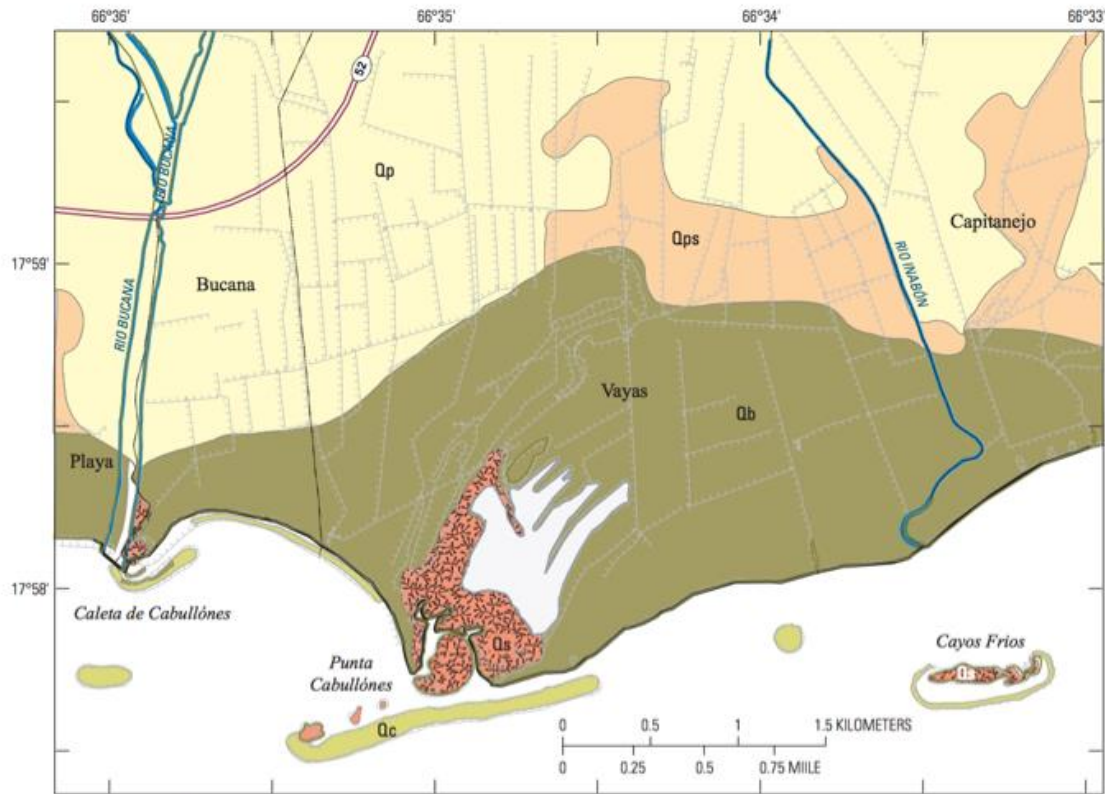 66°36' 66°35' 66°34' 66°33'
52
RIO BUCANA
Qp
Qps
Capitanejo
17°59'
RIO INABÓN
Bucana
RIO BUCANA
Vayas
Qb
Playa
17°58'
Caleta de Cabullónes
Qs
Cayos Frios
Punta
Cabullónes
Qc
0 0.5 1 1.5 KILOMETERS
0 0.25 0.5 0.75 MIILE